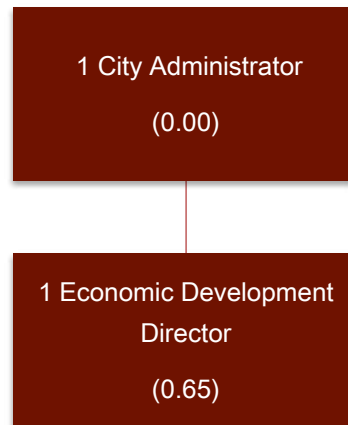 1 City Administrator
(0.00)
1 Economic Development
Director
(0.65)